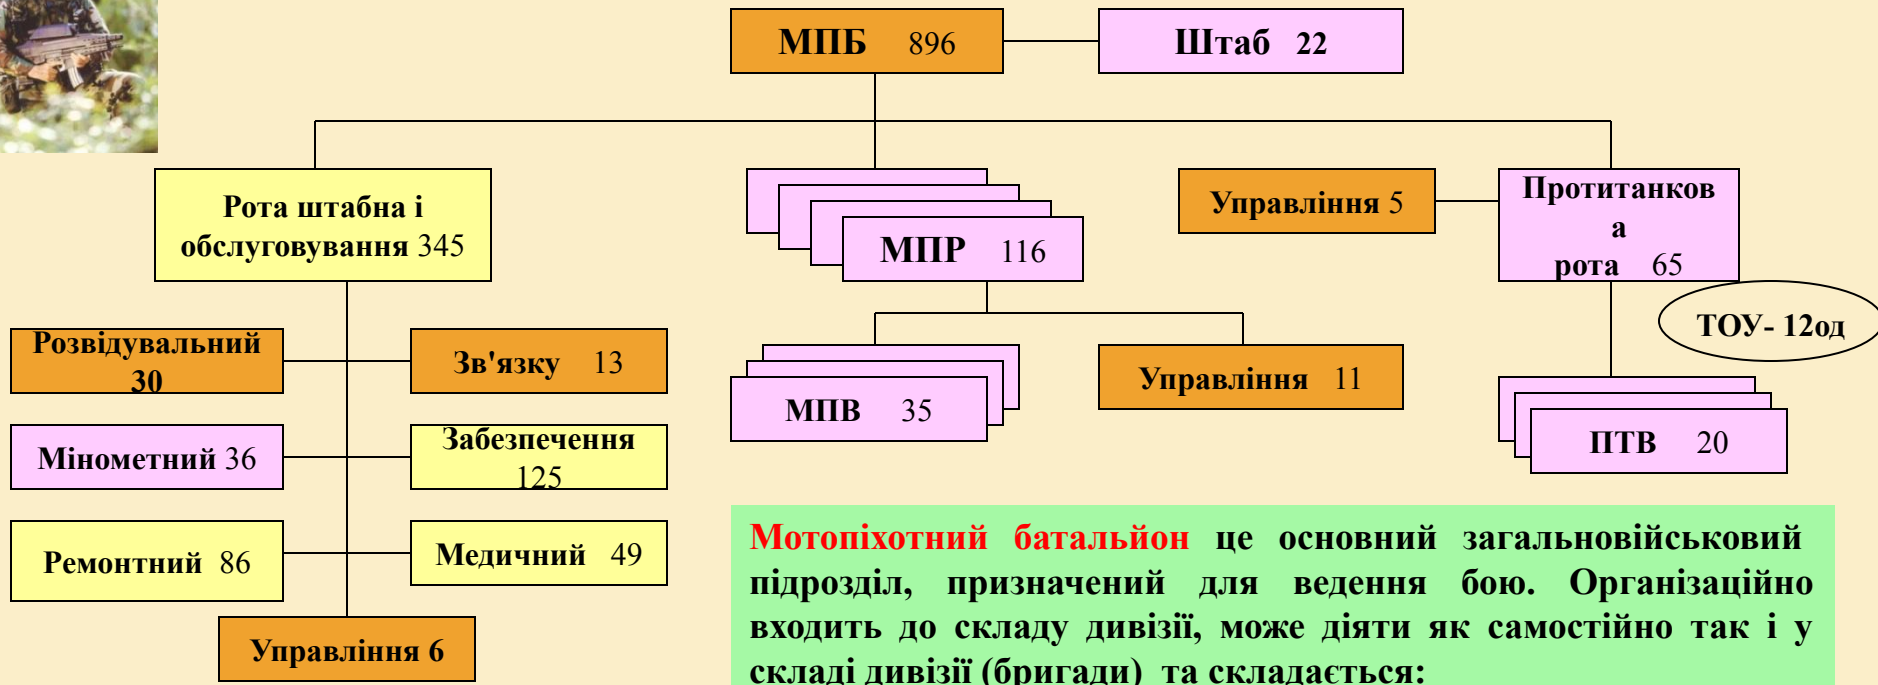 МПБ 896
Штаб 22
Рота штабна і
обслуговування 345
МПР 116
Управління 5
Протитанков
а
рота 65
ТОУ- 12од
Розвідувальний
30
Зв'язку 13
МПВ 35
Управління 11
ПТВ 20
Мінометний 36
Забезпечення
125
Ремонтний 86
Медичний 49
Управління 6
Мотопіхотний батальйон це основний загальновійськовий
підрозділ, призначений для ведення бою. Організаційно
входить до складу дивізії, може діяти як самостійно так і у
складі дивізії (бригади) та складається: